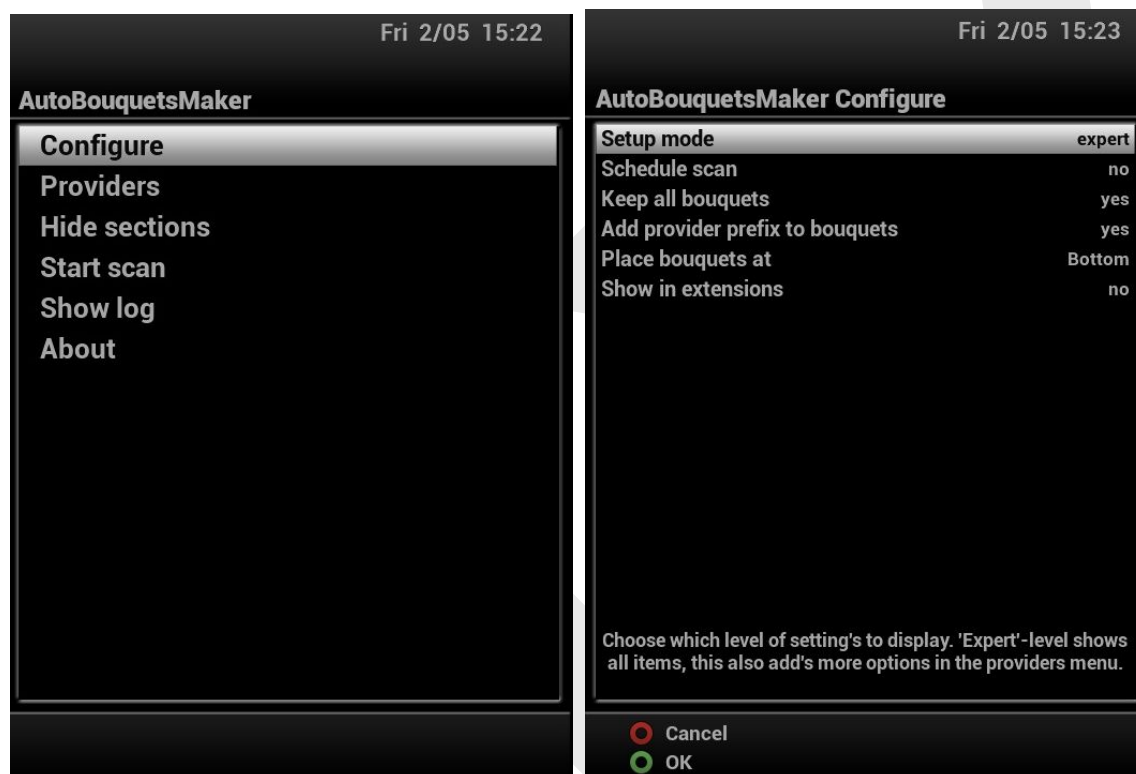 Fri 2/05 15:22
AutoBouquetsMaker
Configure
Providers
Hide sections
Start scan
Show log
About
Fri 2/05 15:23
AutoBouquetsMaker Configure
Setup mode expert
Schedule scan no
Keep all bouquets yes
Add provider prefix to bouquets yes
Place bouquets at Bottom
Show in extensions no
Choose which level of setting's to display. 'Expert'-level shows
all items, this also add's more options in the providers menu.
Cancel
OK